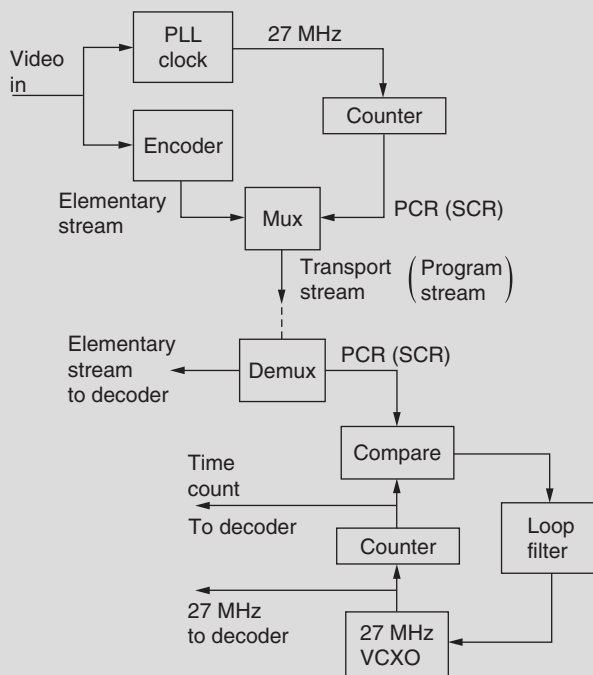 PLL
clock
27 MHz
Video
in
Counter
Encoder
Elementary
stream
Mux
PCR (SCR)
Transport
stream
(Program
stream)
Elementary
stream
to decoder
Demux
PCR (SCR)
Compare
Time
count
To decoder
Counter
Loop
filter
27 MHz
to decoder
27 MHz
VCXO